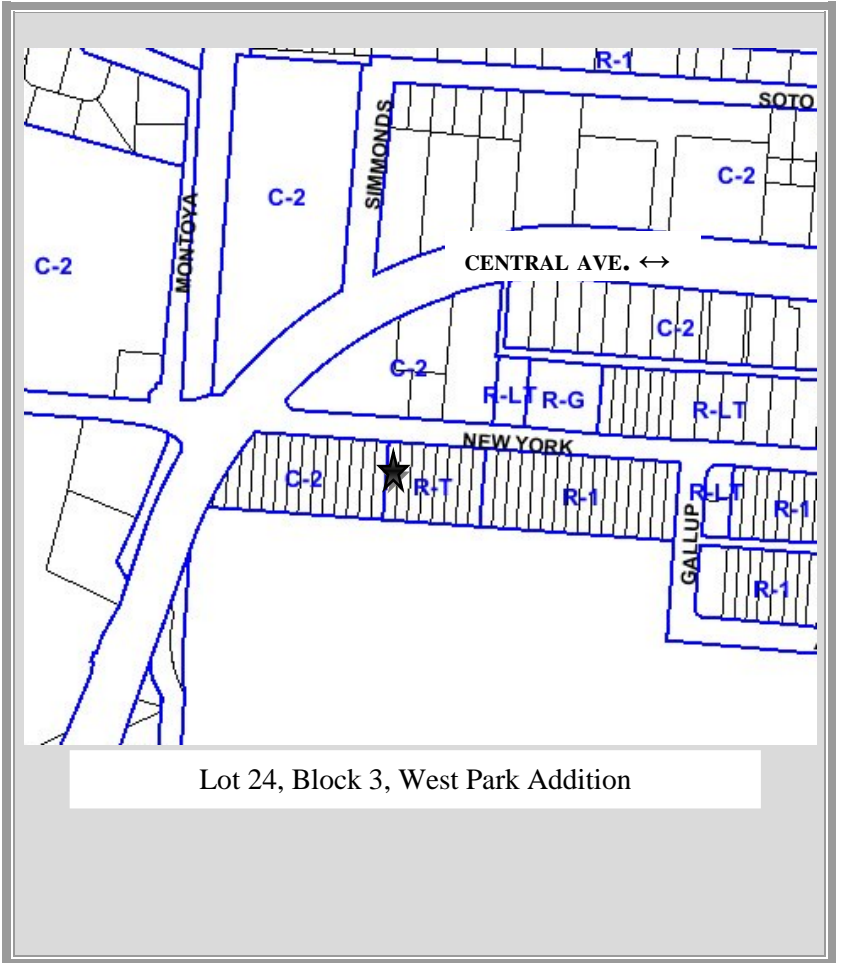 R-1
SOTO
SIMMONDS
C-2
C-2
MONTOYA
C-2
CENTRAL AVE. ↔
C-2
C-2
R-LT
R-G
R-LT
NEW YORK
C-2
R-T
R-1
R-LT
R-1
GALLUP
R-1
Lot 24, Block 3, West Park Addition